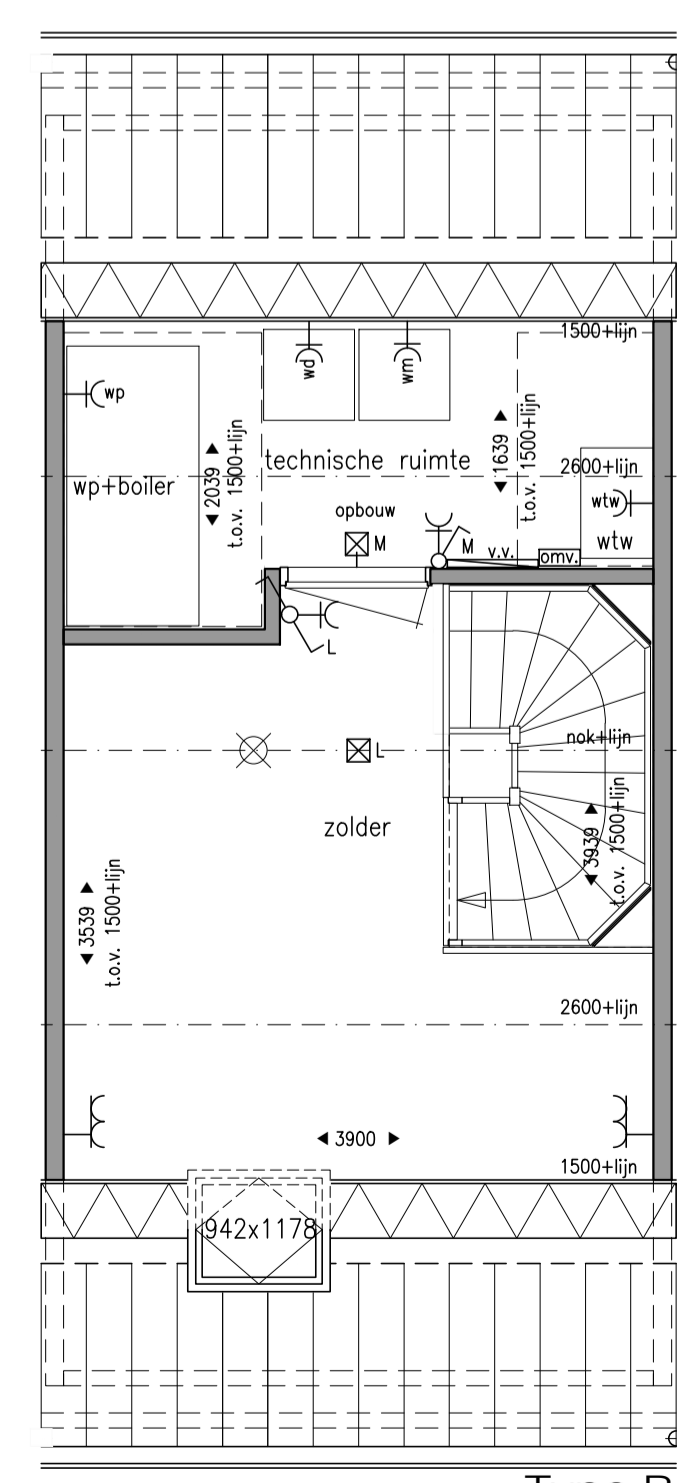 1500+lijn
wd
wm
wp
2039
t.o.v. 1500+lijn
1639
t.o.v. 1500+lijn
technische ruimte
2600+lijn
wp+boiler
wtw
opbouw
M
M
v.v.
omv.
wtw
L
nok+lijn
L
zolder
3939
t.o.v. 1500+lijn
3539
t.o.v. 1500+lijn
2600+lijn
3900
1500+lijn
942x1178